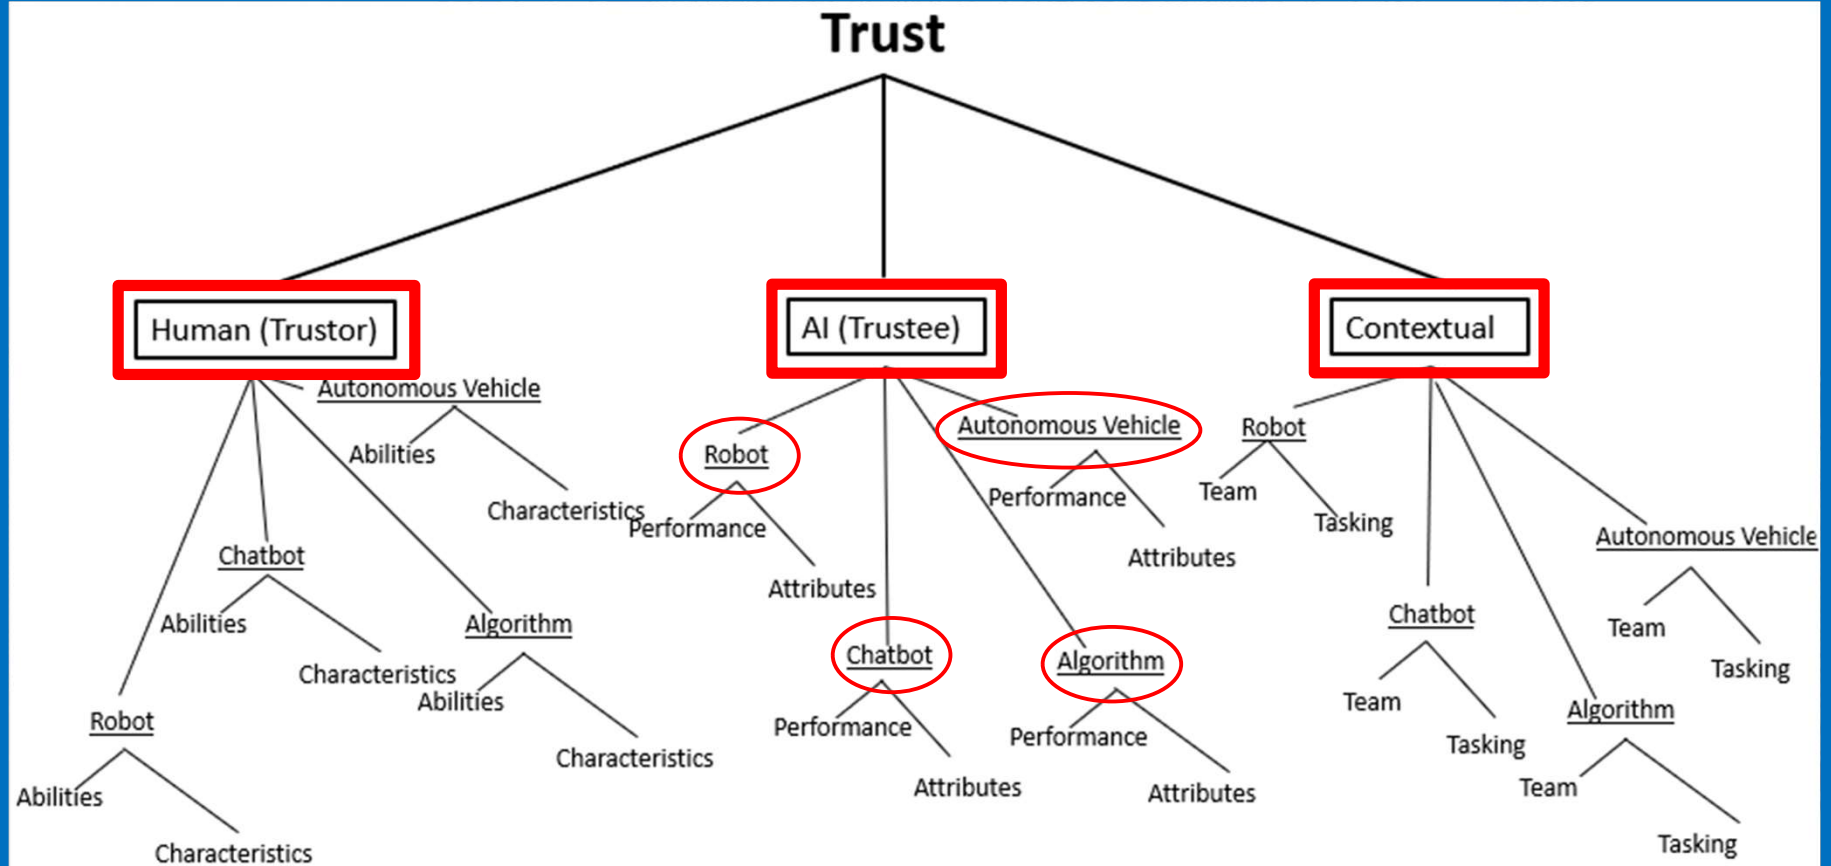 Trust
Human (Trustor)
AI (Trustee)
Contextual
Autonomous Vehicle
Abilities
Characteristics
Chatbot
Abilities
Characteristics
Algorithm
Abilities
Characteristics
Robot
Abilities
Characteristics
Robot
Performance
Attributes
Autonomous Vehicle
Performance
Attributes
Chatbot
Performance
Attributes
Algorithm
Performance
Attributes
Robot
Team
Tasking
Autonomous Vehicle
Team
Tasking
Chatbot
Team
Tasking
Algorithm
Team
Tasking